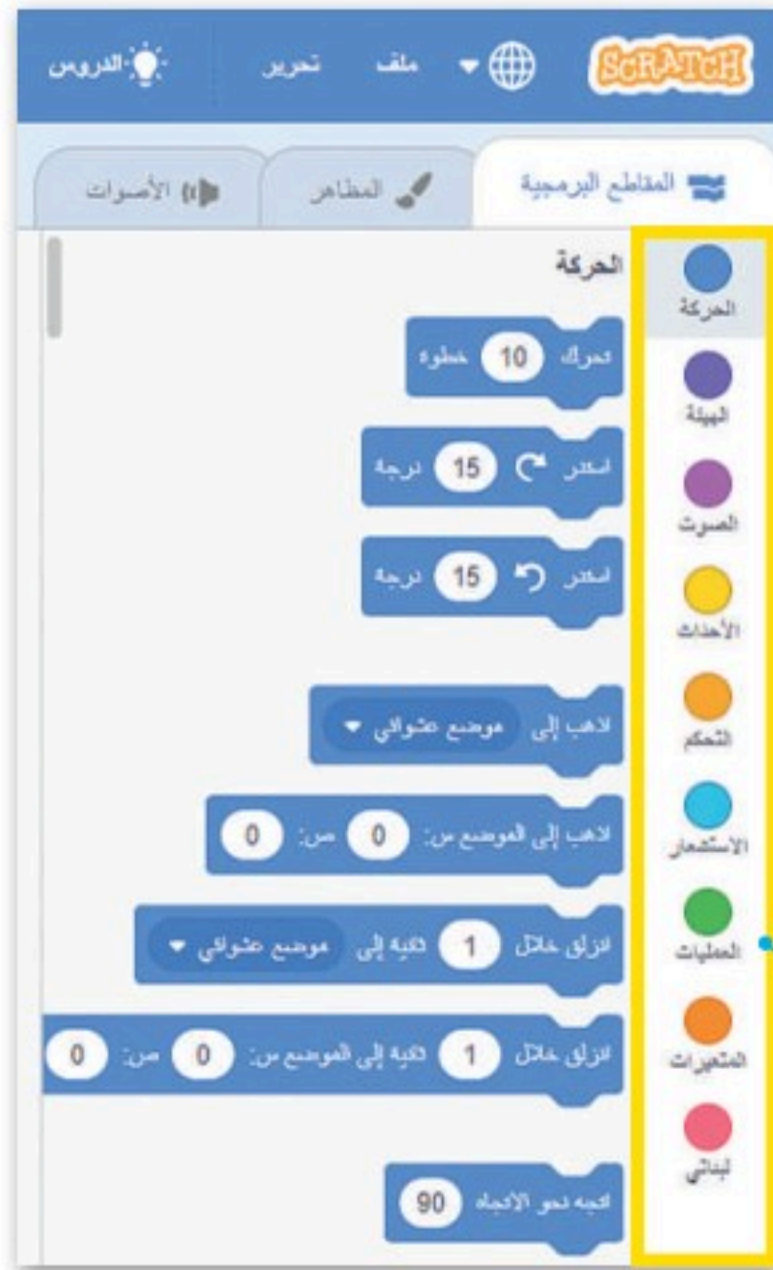 SCRATCH ملف تحرير الدروس
المقاطع البرمجية المظاهر الأصوات
الحركة
الهيئة
الصوت
الأحداث
التحكم
الاستشعار
العمليات
المتغيرات
لبناتي
الحركة
تحرك 10 خطوة
استدر 15 درجة
استدر 15 درجة
اذهب إلى موضع عشوائي
اذهب إلى الموضع س: 0 ص: 0
انزلق خلال 1 ثانية إلى موضع عشوائي
انزلق خلال 1 ثانية إلى الموضع س: 0 ص: 0
اتجه نحو الاتجاه 90